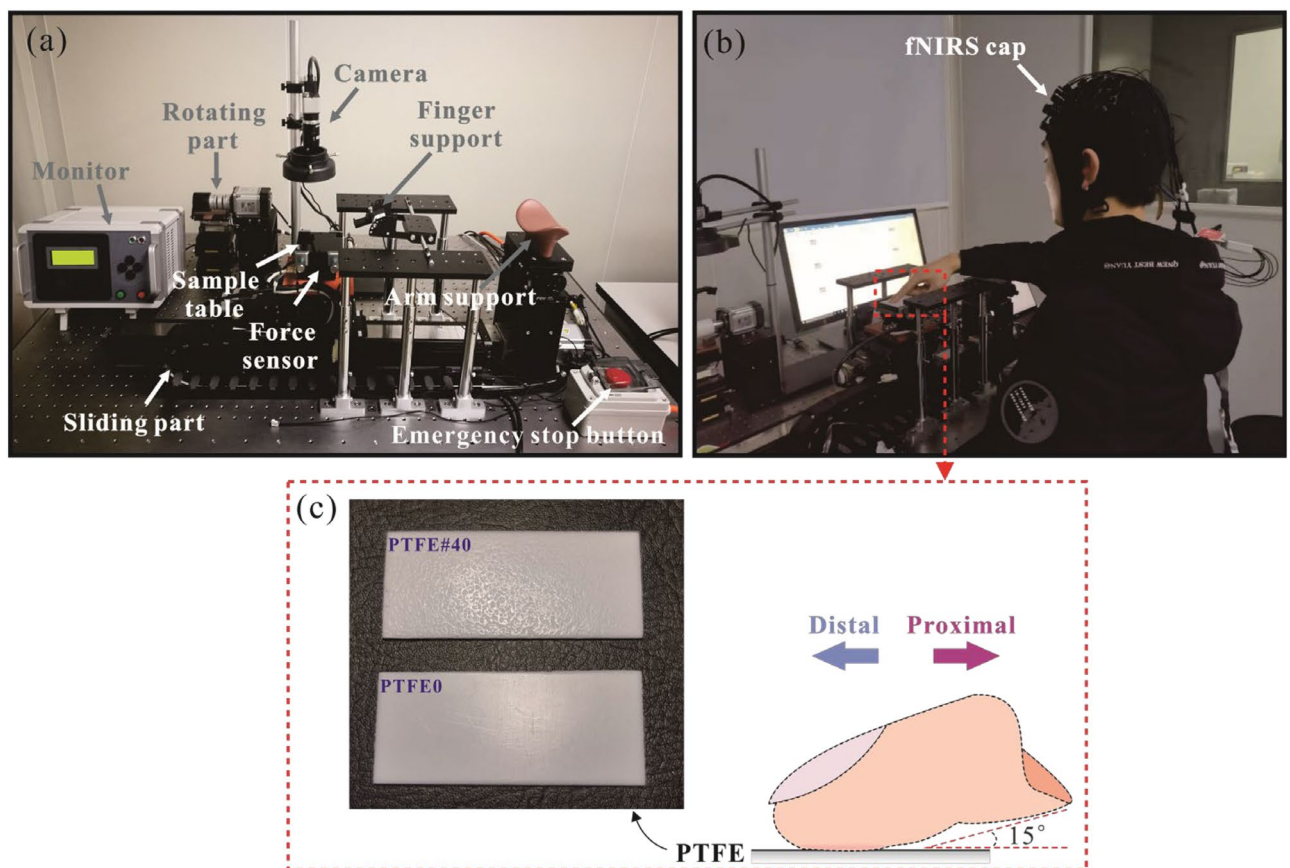 (a)
Camera
Rotating
part
Finger
support
Monitor
Sample
table
Force
sensor
Arm support
Sliding part
Emergency stop button
(b)
fNIRS cap
(c)
PTFE#40
PTFE0
Distal
Proximal
15°
PTFE